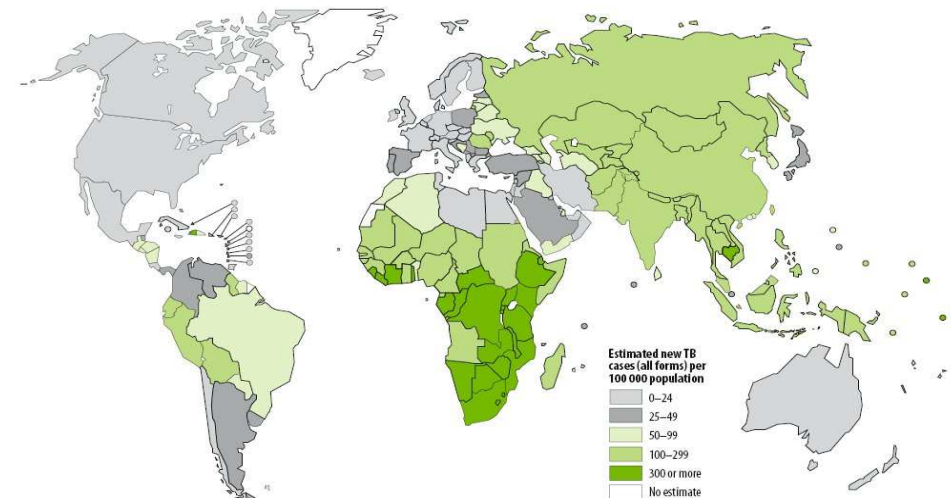 Estimated new TB
cases (all forms) per
100 000 population
0–24
25–49
50–99
100–299
300 or more
No estimate